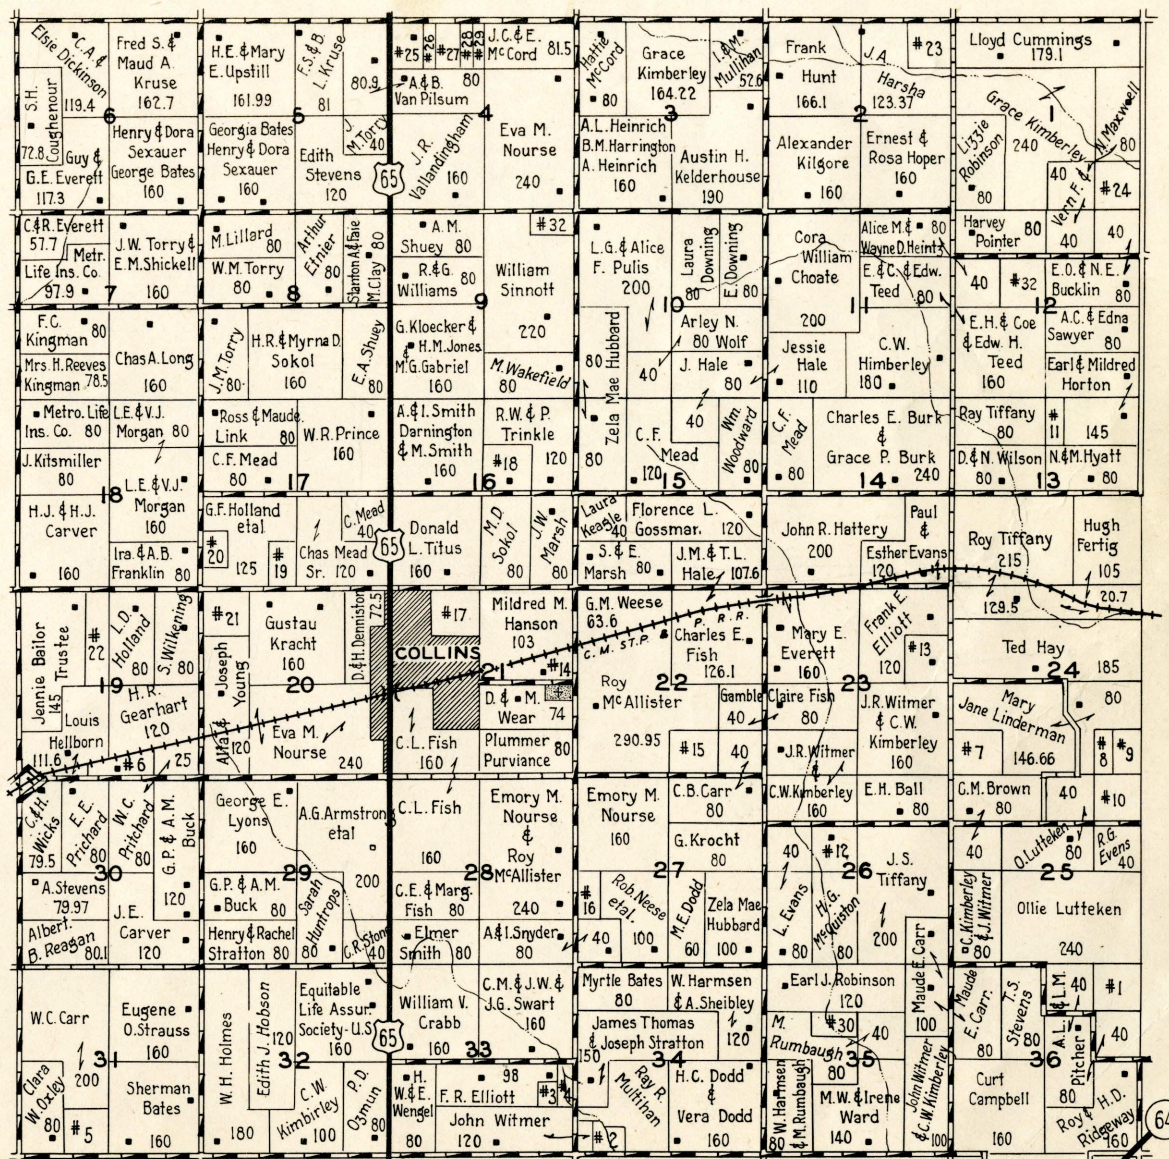 Elsie
Dickinson
C.A. &
119.4
Fred S. &
Maud A.
Kruse
162.7
S.H.
Coughenour
72.8
6
Guy &
G.E. Everett
117.3
Henry & Dora
Sexauer
George Bates
160
H.E. & Mary
E. Upstill
161.99
F.S. & B.
L. Kruse
81
80.9
5
Georgia Bates
Henry & Dora
Sexauer
160
Edith
Stevens
120
J.
M. Torry
40
65
#25
#26
#27
#28
#29
J.C. & E.
McCord
81.5
A. & B.
Van Pilsum
80
4
J.R.
Vallandingham
160
Eva M.
Nourse
240
Hattie
McCord
80
Grace
Kimberley
164.22
I. & M.
Mullihan
52.6
3
A.L. Heinrich
B.M. Harrington
A. Heinrich
160
Austin H.
Kelderhouse
190
Frank
Hunt
166.1
J.A.
Harsha
123.37
#23
2
Alexander
Kilgore
160
Ernest &
Rosa Hoper
160
Lloyd Cummings
179.1
Grace Kimberley
240
1
Lizzie
Robinson
80
N. Maxwell
80
40
Vern F. &
#24
C. & R. Everett
57.7
Metr.
Life Ins. Co.
97.9
7
J.W. Torry &
E.M. Shickell
160
M. Lillard
80
W.M. Torry
80
Arthur
Etnier
80
Stanton A. & Faie
M. Clay 80
8
A.M.
Shuey 80
R. & G.
Williams 80
9
#32
William
Sinnott
220
L.G. & Alice
F. Pulis
200
Laura
Downing
80
E. Downing
80
10
Cora
William
Choate
200
Alice M. &
Wayne D. Heintz
80
E. & C. & Edw.
Teed 80
11
Harvey
Pointer
80
40
40
40
#32
E.O. & N.E.
Bucklin 80
12
F.C.
Kingman 80
Mrs. H. Reeves
Kingman 78.5
Chas A. Long
160
J.M. Torry
80
H.R. & Myrna D.
Sokol
160
E.A. Shuey
80
G. Kloecker &
& H.M. Jones
M.G. Gabriel
160
M. Wakefield
80
80
Zela Mae Hubbard
80
40
Arley N.
80 Wolf
J. Hale
80
Jessie
Hale
110
C.W.
Himberley
180
E.H. & Coe
& Edw. H.
Teed
160
A.C. & Edna
Sawyer 80
Earl & Mildred
Horton
Metro. Life
Ins. Co. 80
L.E. & V.J.
Morgan 80
J. Kitsmiller
80
18
L.E. & V.J.
Morgan
160
Ross & Maude
Link 80
C.F. Mead
80
17
W.R. Prince
160
A. & I. Smith
Darnington
& M. Smith
160
16
R.W. & P.
Trinkle
120
#18
C.F.
Mead
120
40
15
Wm.
Woodward
80
C.F.
Mead
80
Charles E. Burk
&
Grace P. Burk
240
14
Ray Tiffany
80
#11
145
D. & N. Wilson
80
N. & M. Hyatt
80
13
H.J. & H.J.
Carver
160
Ira. & A.B.
Franklin 80
G.F. Holland
etal
125
#20
#19
C. Mead
40
Chas Mead
Sr. 120
65
Donald
L. Titus
160
M.D.
Sokol
80
J.W.
Marsh
80
Laura
Keagle
40
Florence L.
Gossmar. 120
S. & E.
Marsh 80
J.M. & T.L.
Hale 107.6
John R. Hattery
200
Paul
&
Esther Evans
120
Roy Tiffany
215
Hugh
Fertig
105
129.5
20.7
Jennie Bailor
Trustee
145
#22
L.D.
Holland
80
S. Wilkening
80
19
#21
Gustau
Kracht
160
D. & H. Denniston
72.5
COLLINS
#17
Mildred M.
Hanson
103
#14
21
G.M. Weese
63.6
C. M. ST. P. & P. R. R.
Charles E.
Fish
126.1
Mary E.
Everett
160
Frank E.
Elliott
120
#13
Ted Hay
185
24
Louis
Hellborn
111.6
H.R.
Gearhart
120
#6
25
Joseph
Young
Alta &
120
20
Eva M.
Nourse
240
C.L. Fish
160
D. & M.
Wear 74
Plummer
Purviance
80
Roy
McAllister
290.95
22
Gamble
40
#15
40
Claire Fish
80
23
J.R. Witmer
&
C.W. Kimberley
160
J.R. Witmer
& C.W.
Kimberley
160
E.H. Ball
80
Mary
Jane Linderman
146.66
80
#7
#8
#9
C. & H.
Wicks
79.5
E.E.
Prichard
80
W.C.
Pritchard
80
G.P. & A.M.
Buck
120
30
George E.
Lyons
160
A.G. Armstrong
etal
200
29
C.L. Fish
160
Emory M.
Nourse
&
Roy
McAllister
240
28
Emory M.
Nourse
160
C.B. Carr
80
G. Krocht
80
27
40
#12
J.S.
Tiffany
200
26
G.M. Brown
80
40
#10
O. Lutteken
80
R.G.
Evens
40
25
A. Stevens
79.97
Albert
B. Reagan
80.1
J.E.
Carver
120
G.P. & A.M.
Buck 80
Henry & Rachel
Stratton 80
Sarah
Huntrops
80
C.R. Stone
40
C.E. & Marg.
Fish 80
Elmer
Smith 80
A. & I. Snyder
80
#16
40
Rob. Neese
etal.
100
M.E. Dodd
60
Zela Mae
Hubbard
100
L. Evans
80
H.G.
McQuiston
80
Maude E. Carr
100
C. Kimberley
& J. Witmer
80
Ollie Lutteken
240
W.C. Carr
200
Eugene
O. Strauss
160
31
W.H. Holmes
180
Edith J. Hobson
120
Equitable
Life Assur.
Society-U.S.
160
32
65
William V.
Crabb
160
33
C.M. & J.W. &
J.G. Swart
160
Myrtle Bates
80
W. Harmsen
& A. Sheibley
120
James Thomas
& Joseph Stratton
150
34
Earl J. Robinson
120
M.
Rumbaugh
80
#30
40
35
Maude
E. Carr.
80
T.S.
Stevens
80
36
40
#1
A.L. & L.M.
Pitcher
80
40
Clara
W. Oxley
80
#5
Sherman
Bates
160
C.W.
Kimbirley
100
P.D.
Ozmun
80
H.
W. & E.
Wengel
80
98
F.R. Elliott
#3
#4
John Witmer
120
#2
Ray R.
Multihan
H.C. Dodd
&
Vera Dodd
160
W. Harmsen
& M. Rumbaugh
80
M.W. & Irene
Ward
140
John Witmer
& C.W. Kimberley
100
Curt
Campbell
160
Roy & H.D.
Ridgeway
160
64